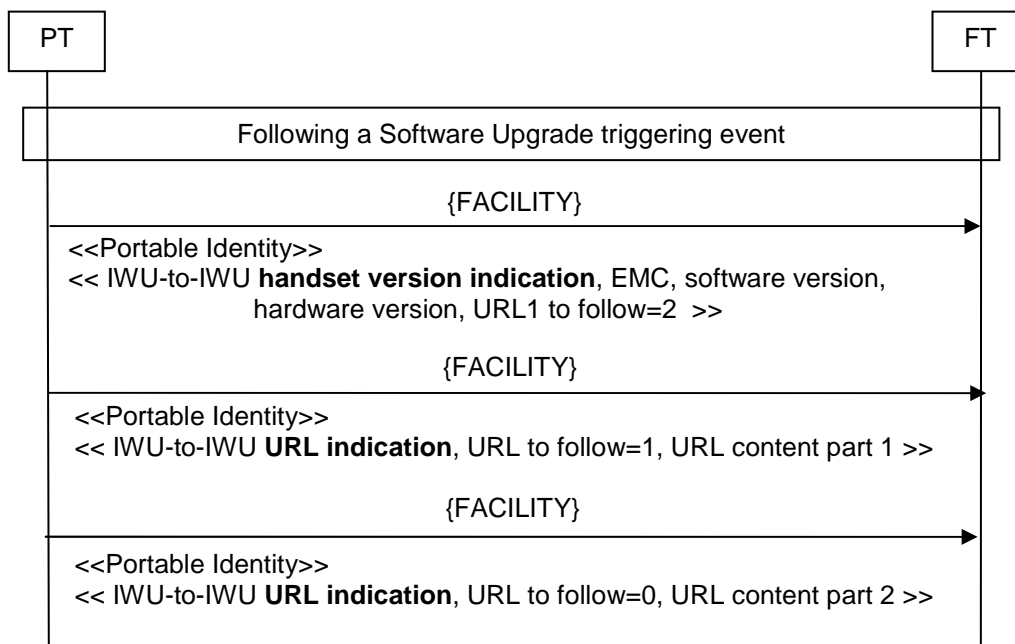 PT
FT
Following a Software Upgrade triggering event
{FACILITY}
<<Portable Identity>>
<< IWU-to-IWU handset version indication, EMC, software version,
hardware version, URL1 to follow=2 >>
{FACILITY}
<<Portable Identity>>
<< IWU-to-IWU URL indication, URL to follow=1, URL content part 1 >>
{FACILITY}
<<Portable Identity>>
<< IWU-to-IWU URL indication, URL to follow=0, URL content part 2 >>